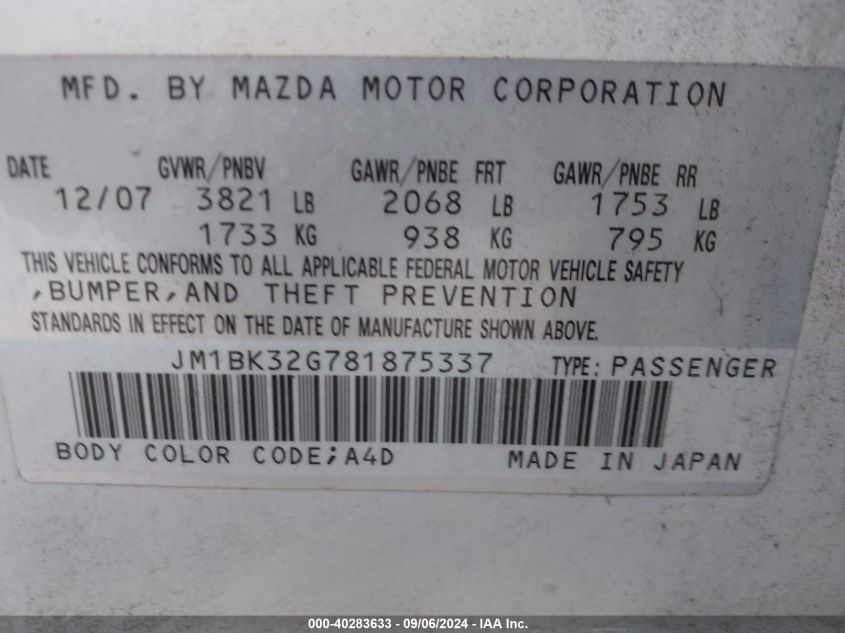 MFD. BY MAZDA MOTOR CORPORATION
DATE GVWR/PNBV GAWR/PNBE FRT GAWR/PNBE RR
12/07 3821 LB 2068 LB 1753 LB
1733 KG 938 KG 795 KG
THIS VEHICLE CONFORMS TO ALL APPLICABLE FEDERAL MOTOR VEHICLE SAFETY
,BUMPER,AND THEFT PREVENTION
STANDARDS IN EFFECT ON THE DATE OF MANUFACTURE SHOWN ABOVE.
JM1BK32G781875337 TYPE: PASSENGER
BODY COLOR CODE;A4D MADE IN JAPAN
000-40283633 - 09/06/2024 - IAA Inc.